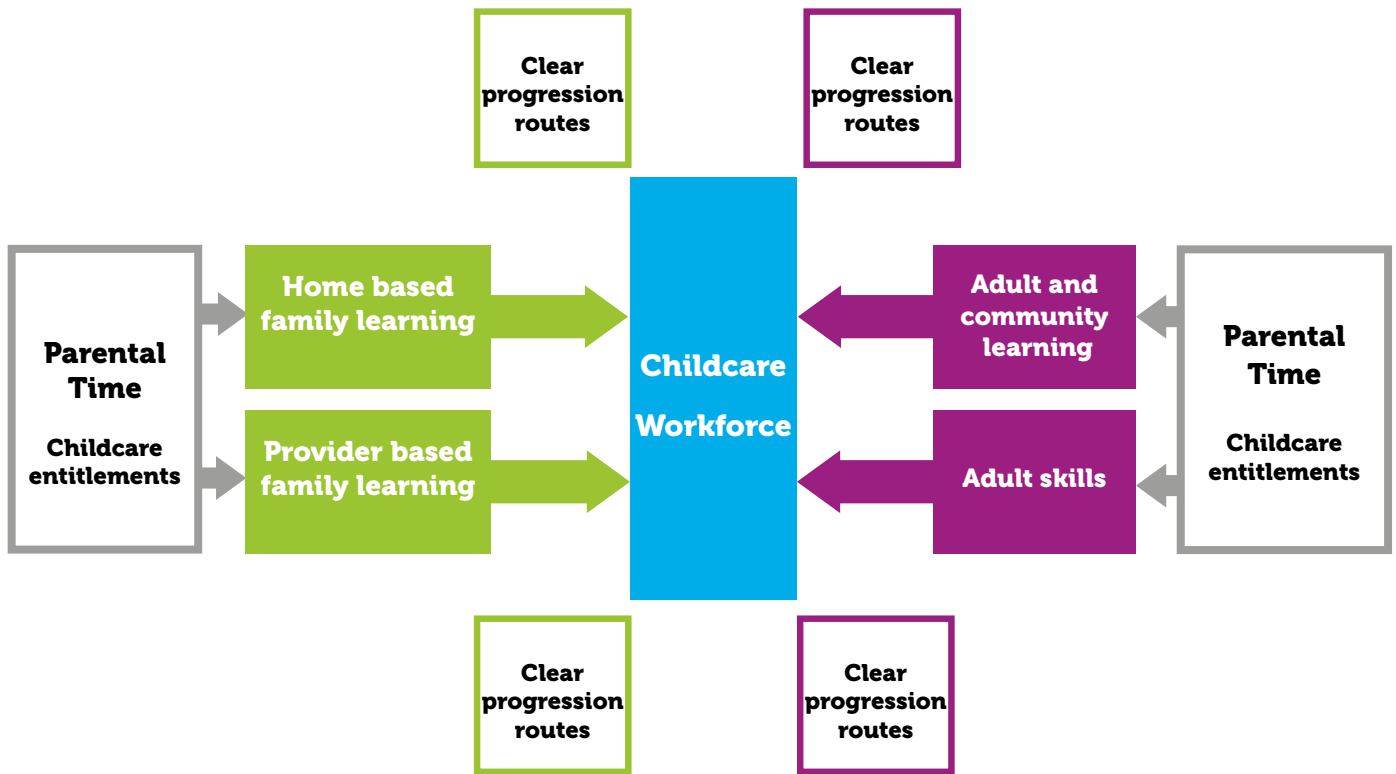 Clear
progression
routes
Clear
progression
routes
Parental
Time
Childcare
entitlements
Home based
family learning
Provider based
family learning
Childcare
Workforce
Adult and
community
learning
Adult skills
Parental
Time
Childcare
entitlements
Clear
progression
routes
Clear
progression
routes